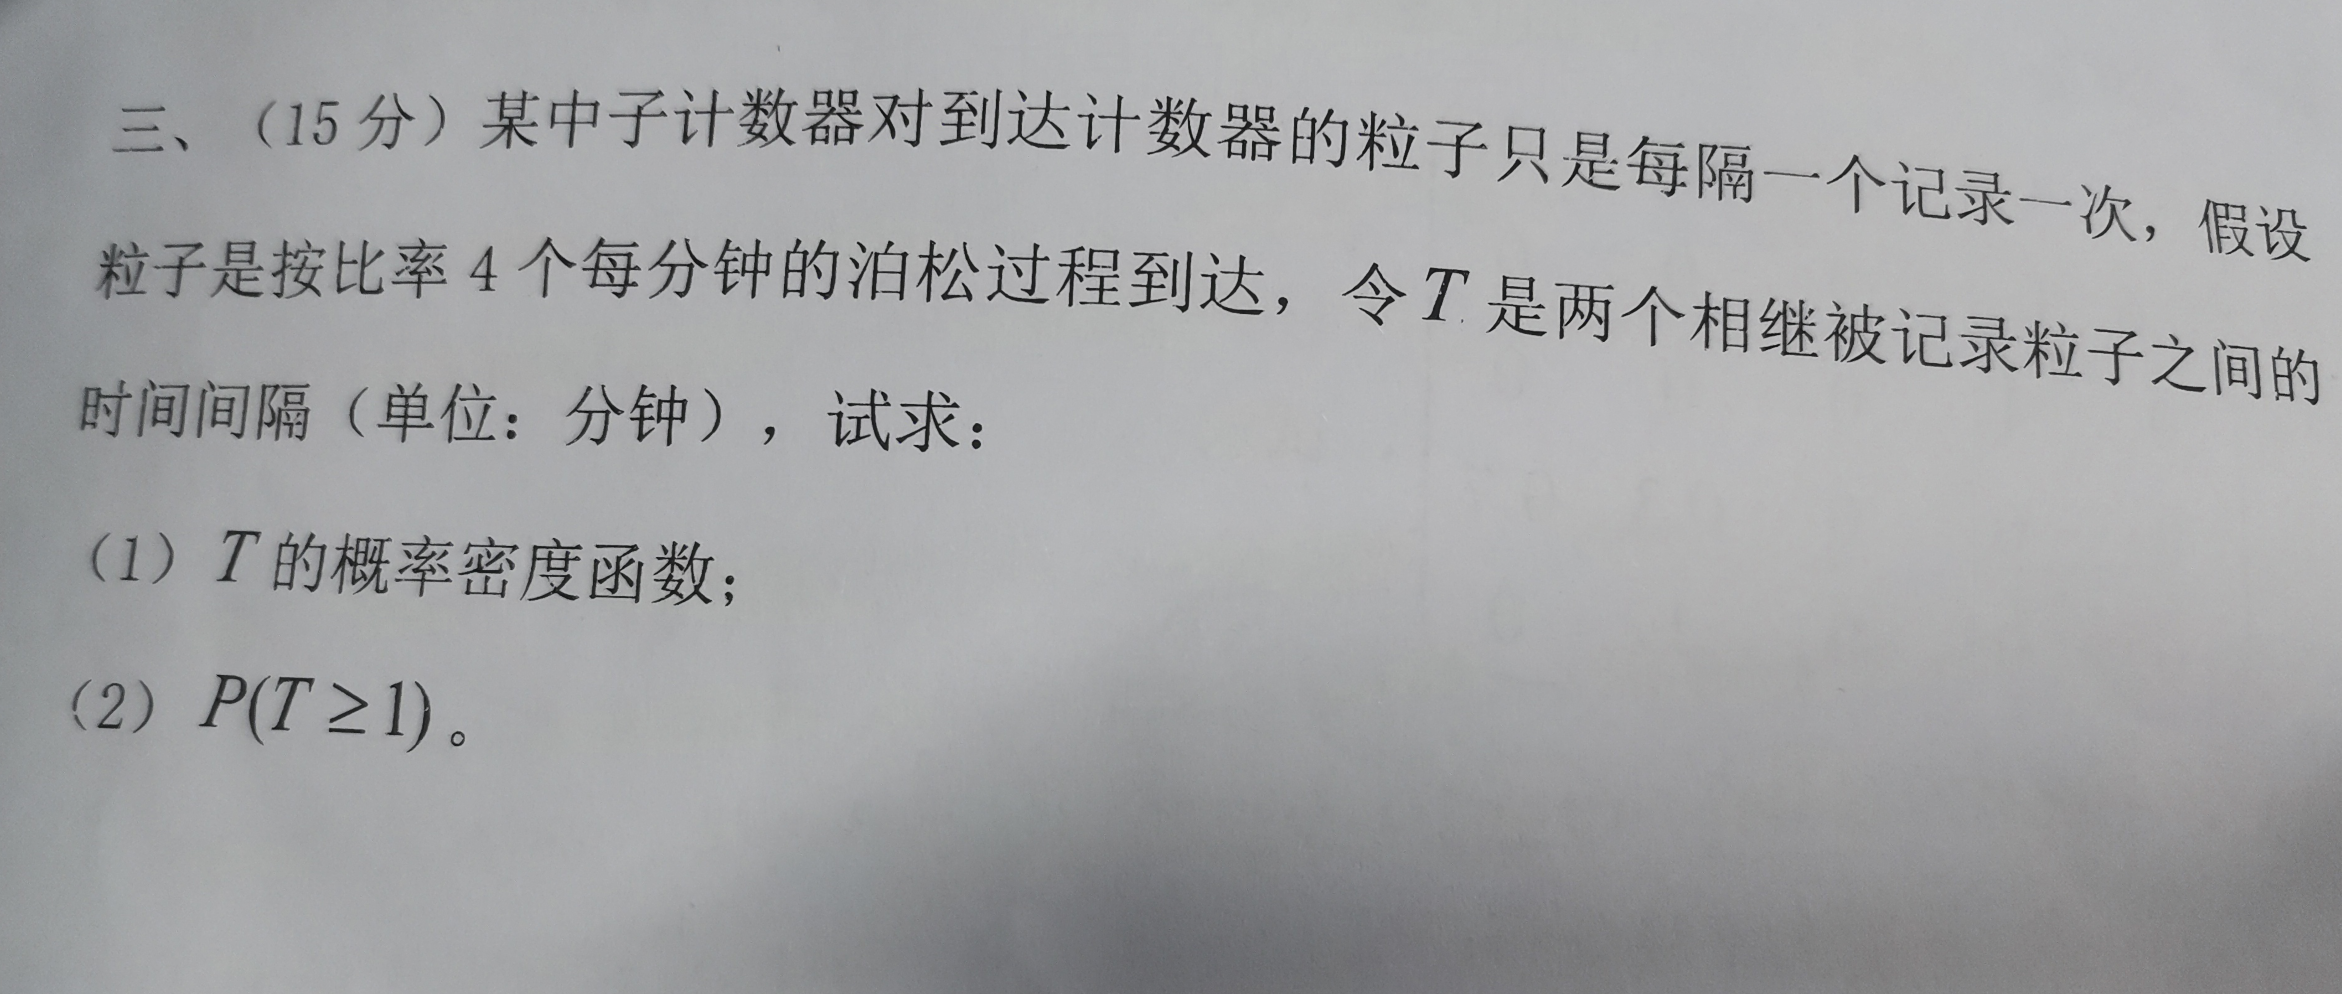 三、（15分）某中子计数器对到达计数器的粒子只是每隔一个记录一次，假设
粒子是按比率 4 个每分钟的泊松过程到达，令 T 是两个相继被记录粒子之间的
时间间隔（单位：分钟），试求：
（1）T 的概率密度函数；
（2）P(T≥1)。